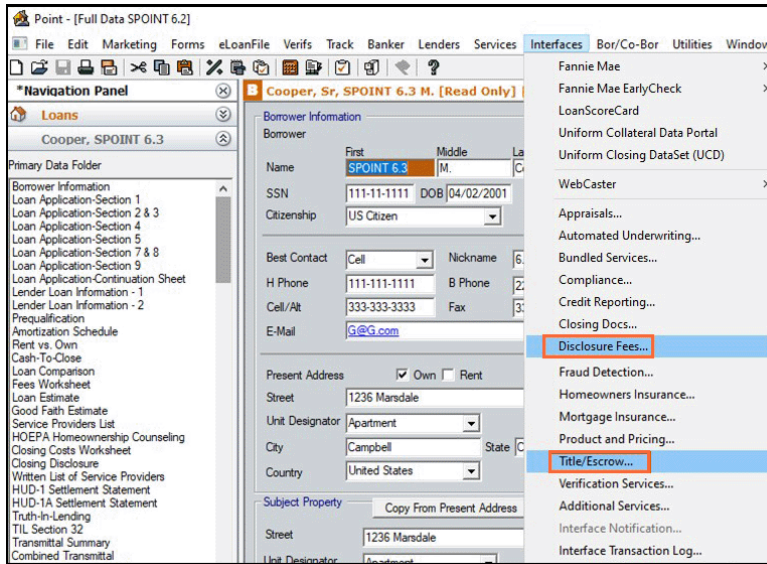 Point - [Full Data SPOINT 6.2]
File Edit Marketing Forms eLoanFile Verifs Track Banker Lenders Services Interfaces Bor/Co-Bor Utilities Window
*Navigation Panel
Loans
Cooper, SPOINT 6.3
Primary Data Folder
Borrower Information
Loan Application-Section 1
Loan Application-Section 2 & 3
Loan Application-Section 4
Loan Application-Section 5
Loan Application-Section 7 & 8
Loan Application-Section 9
Loan Application-Continuation Sheet
Lender Loan Information - 1
Lender Loan Information - 2
Prequalification
Amortization Schedule
Rent vs. Own
Cash-To-Close
Loan Comparison
Fees Worksheet
Loan Estimate
Good Faith Estimate
Service Providers List
HOEPA Homeownership Counseling
Closing Costs Worksheet
Closing Disclosure
Written List of Service Providers
HUD-1 Settlement Statement
HUD-1A Settlement Statement
Truth-In-Lending
TIL Section 32
Transmittal Summary
Combined Transmittal
B Cooper, Sr, SPOINT 6.3 M. [Read Only]
Borrower Information
Borrower
First Middle La
Name SPOINT 6.3 M.
SSN 111-11-1111 DOB 04/02/2001
Citizenship US Citizen
Best Contact Cell Nickname 6.
H Phone 111-111-1111 B Phone 22
Cell/Alt 333-333-3333 Fax 33
E-Mail G@G.com
Present Address Own Rent
Street 1236 Marsdale
Unit Designator Apartment
City Campbell State C
Country United States
Subject Property Copy From Present Address
Street 1236 Marsdale
Unit Designator Apartment
Fannie Mae
Fannie Mae EarlyCheck
LoanScoreCard
Uniform Collateral Data Portal
Uniform Closing DataSet (UCD)
WebCaster
Appraisals...
Automated Underwriting...
Bundled Services...
Compliance...
Credit Reporting...
Closing Docs...
Disclosure Fees...
Fraud Detection...
Homeowners Insurance...
Mortgage Insurance...
Product and Pricing...
Title/Escrow...
Verification Services...
Additional Services...
Interface Notification...
Interface Transaction Log...